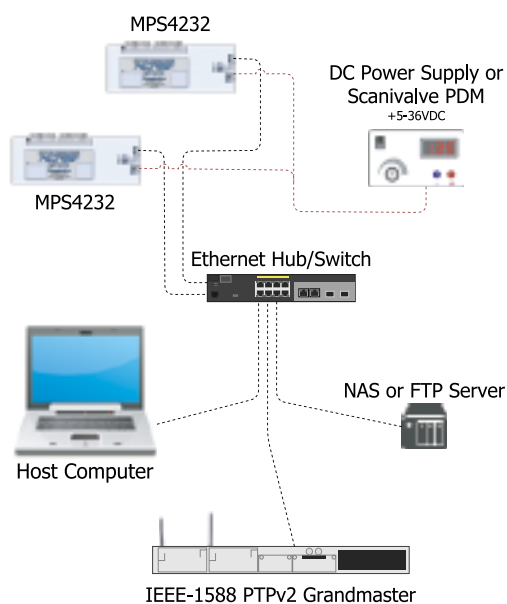 MPS4232
DC Power Supply or
Scanivalve PDM
+5-36VDC
MPS4232
Ethernet Hub/Switch
NAS or FTP Server
Host Computer
IEEE-1588 PTPv2 Grandmaster